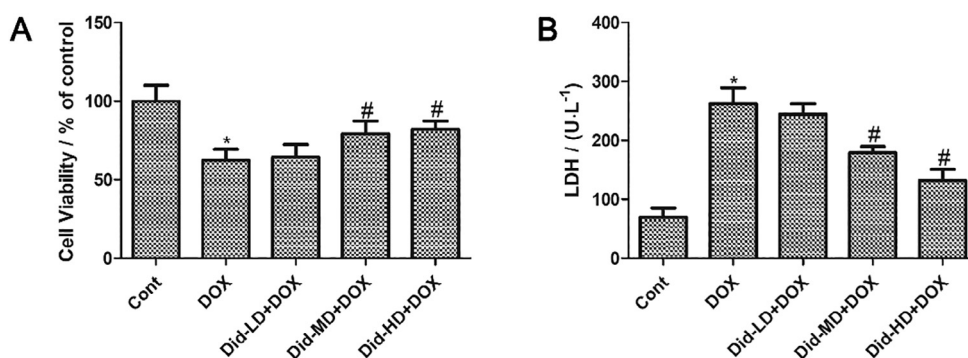 A
Cell Viability / % of control
150
100
50
0
*
#
#
Cont
DOX
Did-LD+DOX
Did-MD+DOX
Did-HD+DOX
B
LDH / (U·L⁻¹)
400
300
200
100
0
*
#
#
Cont
DOX
Did-LD+DOX
Did-MD+DOX
Did-HD+DOX